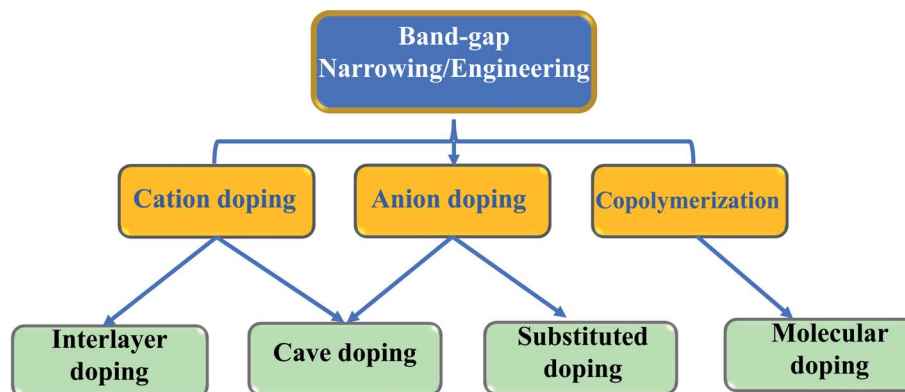 Band-gap
Narrowing/Engineering
Cation doping
Anion doping
Copolymerization
Interlayer
doping
Cave doping
Substituted
doping
Molecular
doping